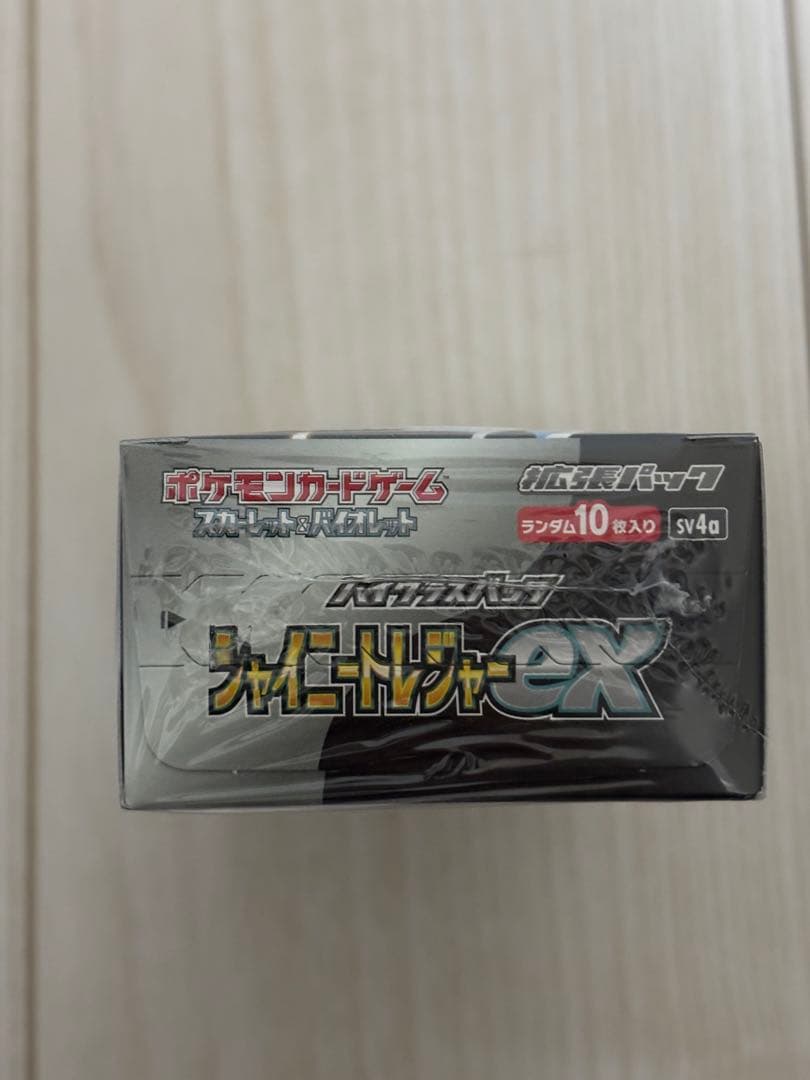 ポケモンカードゲーム
スカーレット&バイオレット
拡張パック
ランダム10枚入り
sv4a
ハイクラスパック
シャイニートレジャーex